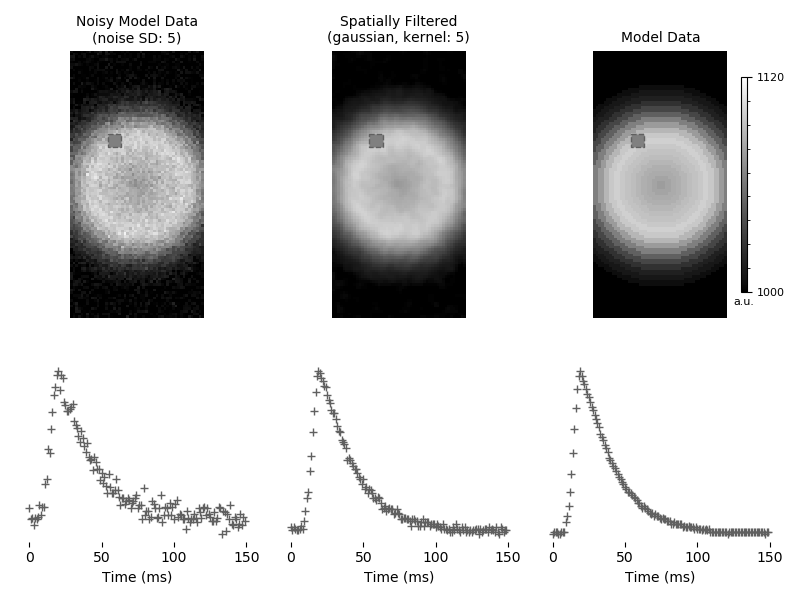 Noisy Model Data
(noise SD: 5)
Spatially Filtered
(gaussian, kernel: 5)
Model Data
1120
1000
a.u.
0 50 100 150
Time (ms)
0 50 100 150
Time (ms)
0 50 100 150
Time (ms)